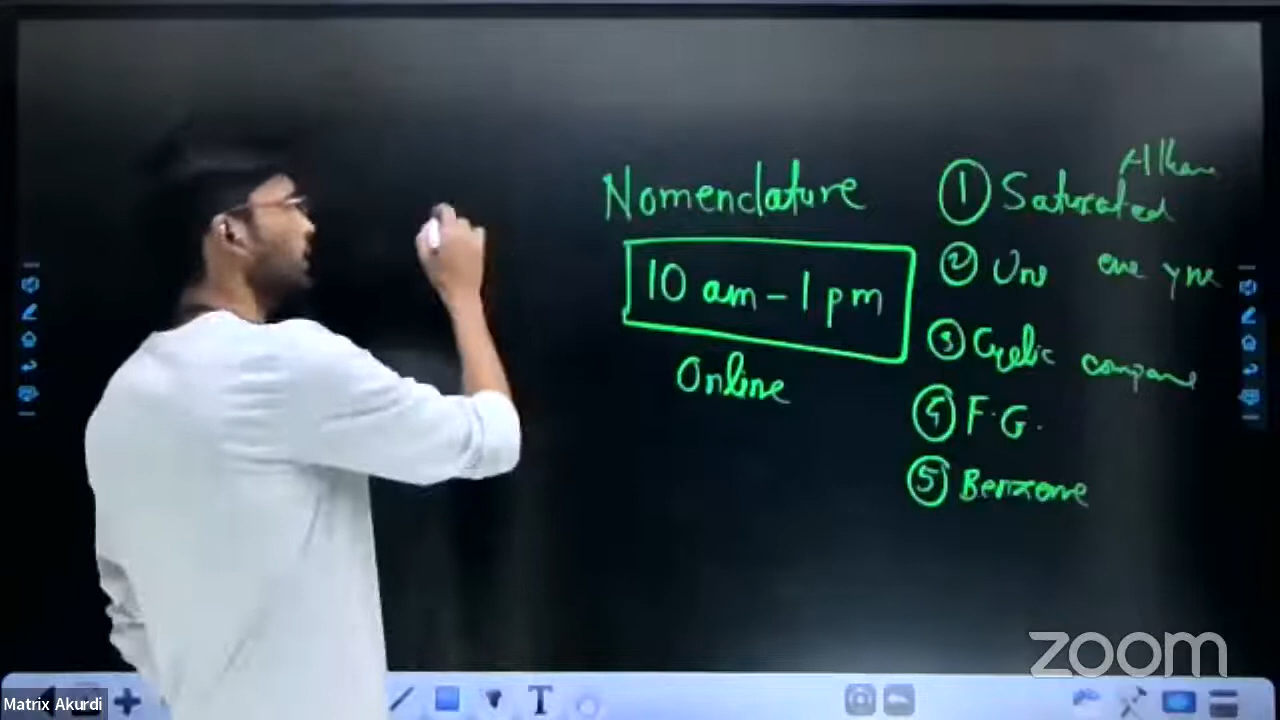 Nomenclature
10 am – 1 pm
Online
Alkane
① Saturated
② Uns ene yne
③ Cyclic compane
④ F.G.
⑤ Benzene
zoom
Matrix Akurdi
T